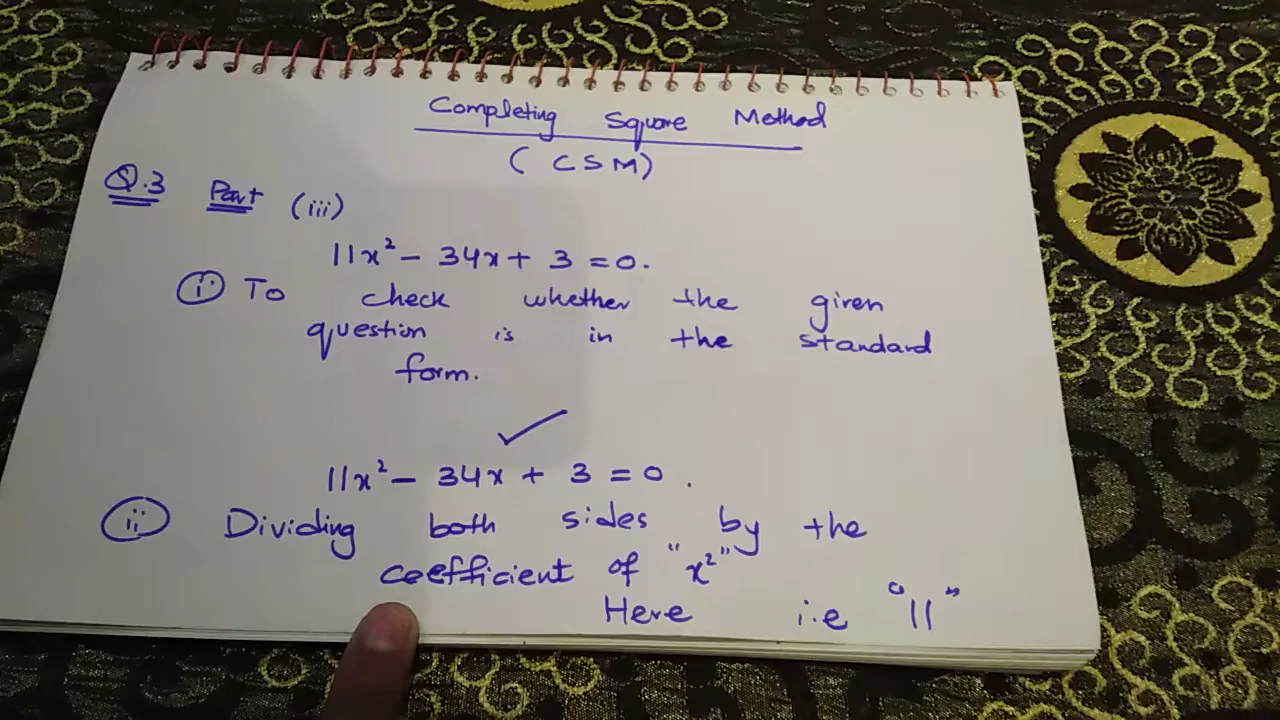 Completing Square Method
(CSM)
Q.3 Part (iii)
11x² - 34x + 3 = 0.
(i) To check whether the given
question is in the standard
form.
✓
11x² - 34x + 3 = 0.
(ii) Dividing both sides by the
coefficient of "x²"
Here i.e "11"